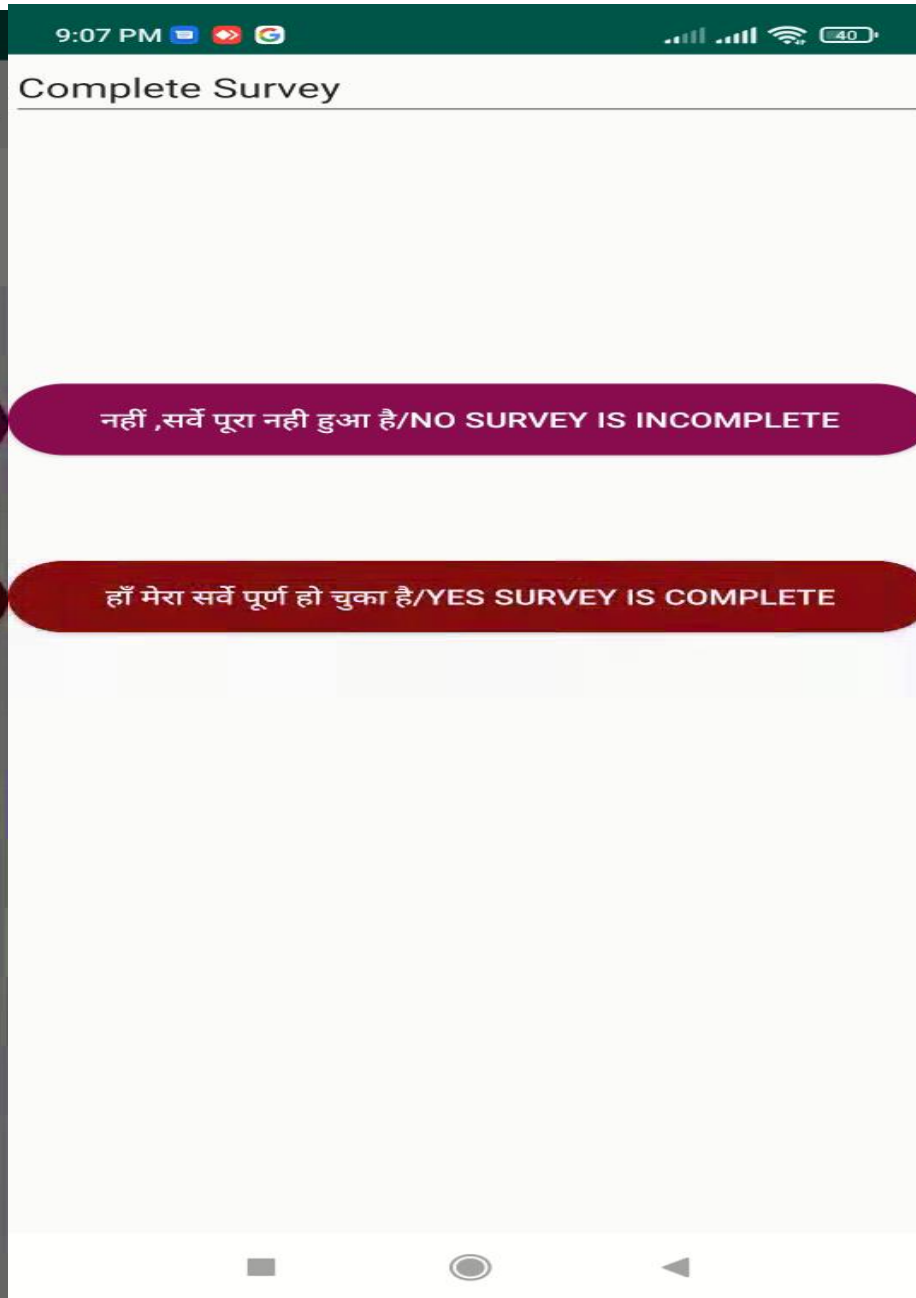 9:07 PM
40
Complete Survey
नहीं ,सर्वे पूरा नही हुआ है/NO SURVEY IS INCOMPLETE
हाँ मेरा सर्वे पूर्ण हो चुका है/YES SURVEY IS COMPLETE